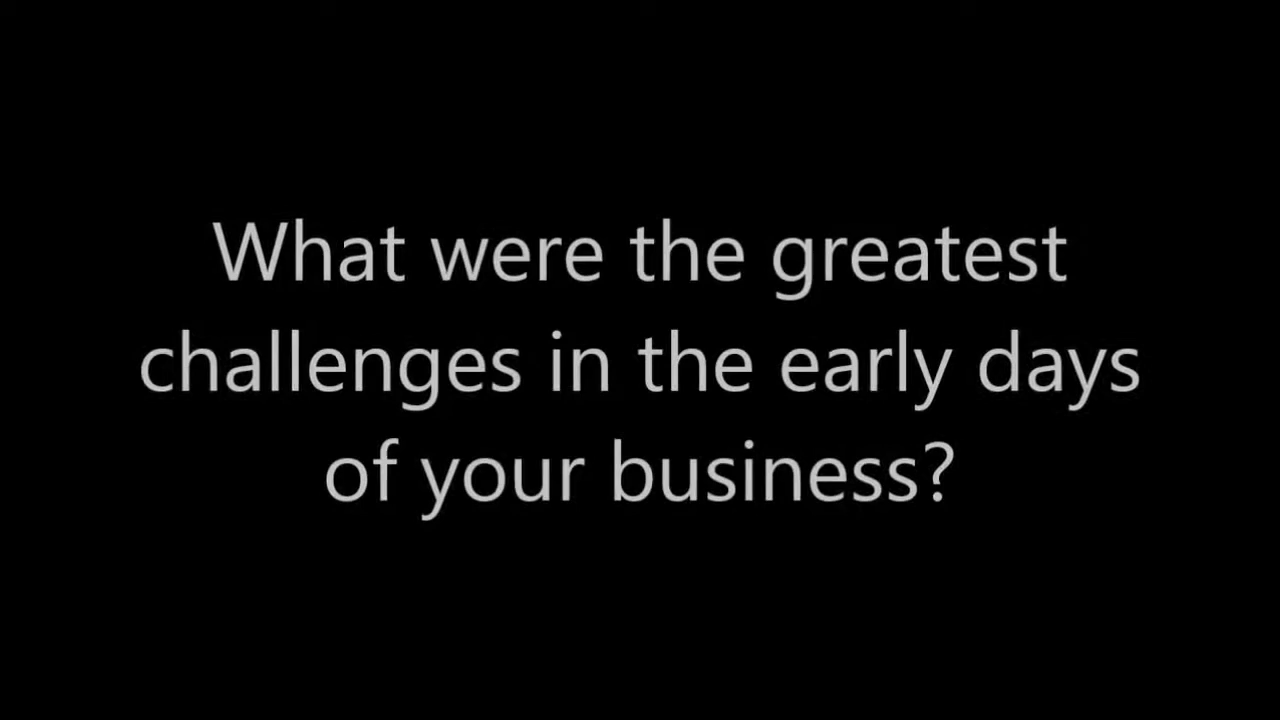 What were the greatest
challenges in the early days
of your business?